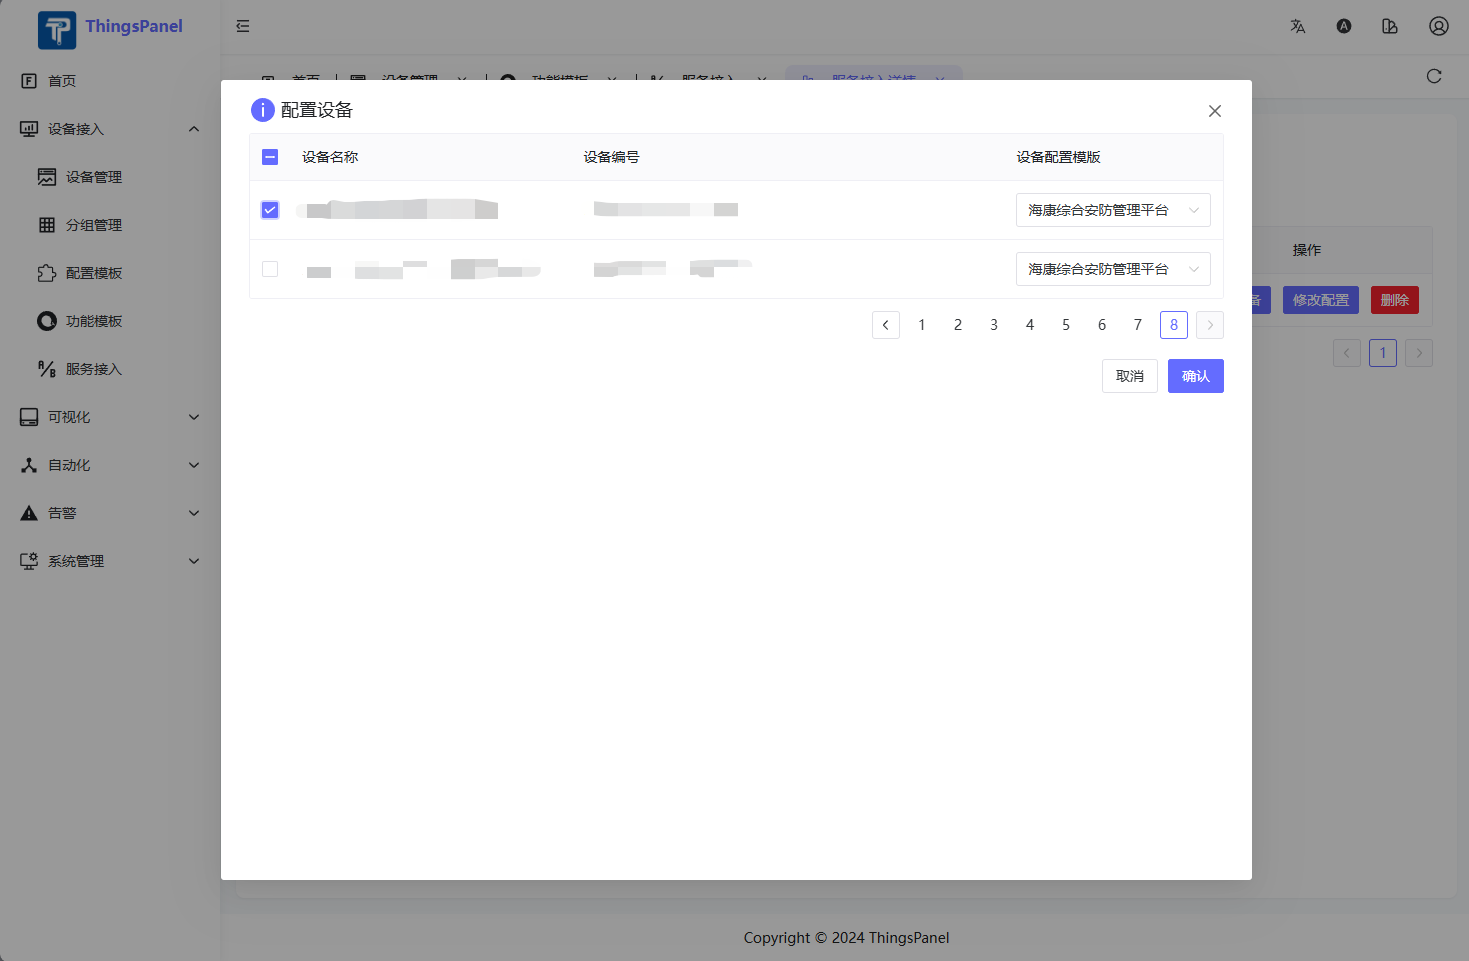 ThingsPanel
首页
设备接入
设备管理
分组管理
配置模板
功能模板
服务接入
可视化
自动化
告警
系统管理
首页 设备管理 功能模板 服务接入 服务接入详情
配置设备
设备名称 设备编号 设备配置模版
海康综合安防管理平台
海康综合安防管理平台
1 2 3 4 5 6 7 8
取消 确认
操作
备 修改配置 删除
1
Copyright © 2024 ThingsPanel